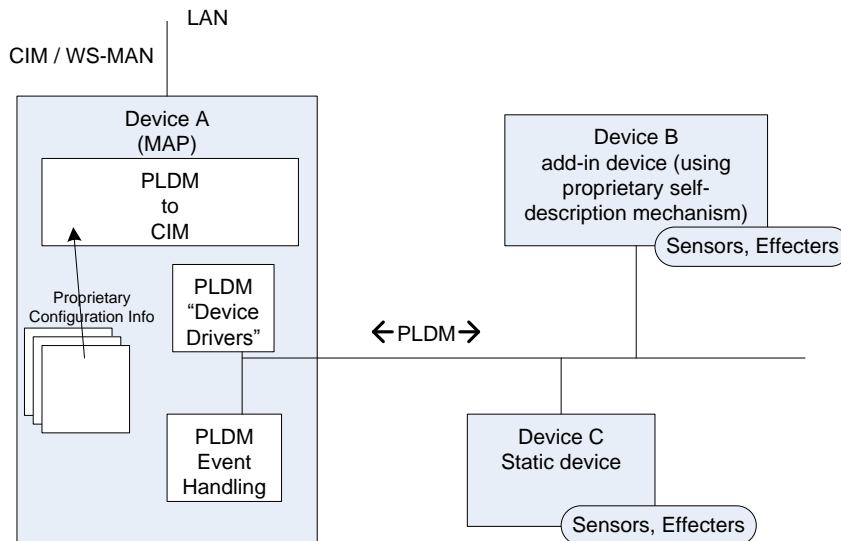 LAN
CIM / WS-MAN
Device A
(MAP)
PLDM
to
CIM
Proprietary
Configuration Info
PLDM
“Device
Drivers”
PLDM
Event
Handling
PLDM
Device B
add-in device (using
proprietary self-
description mechanism)
Sensors, Effecters
Device C
Static device
Sensors, Effecters